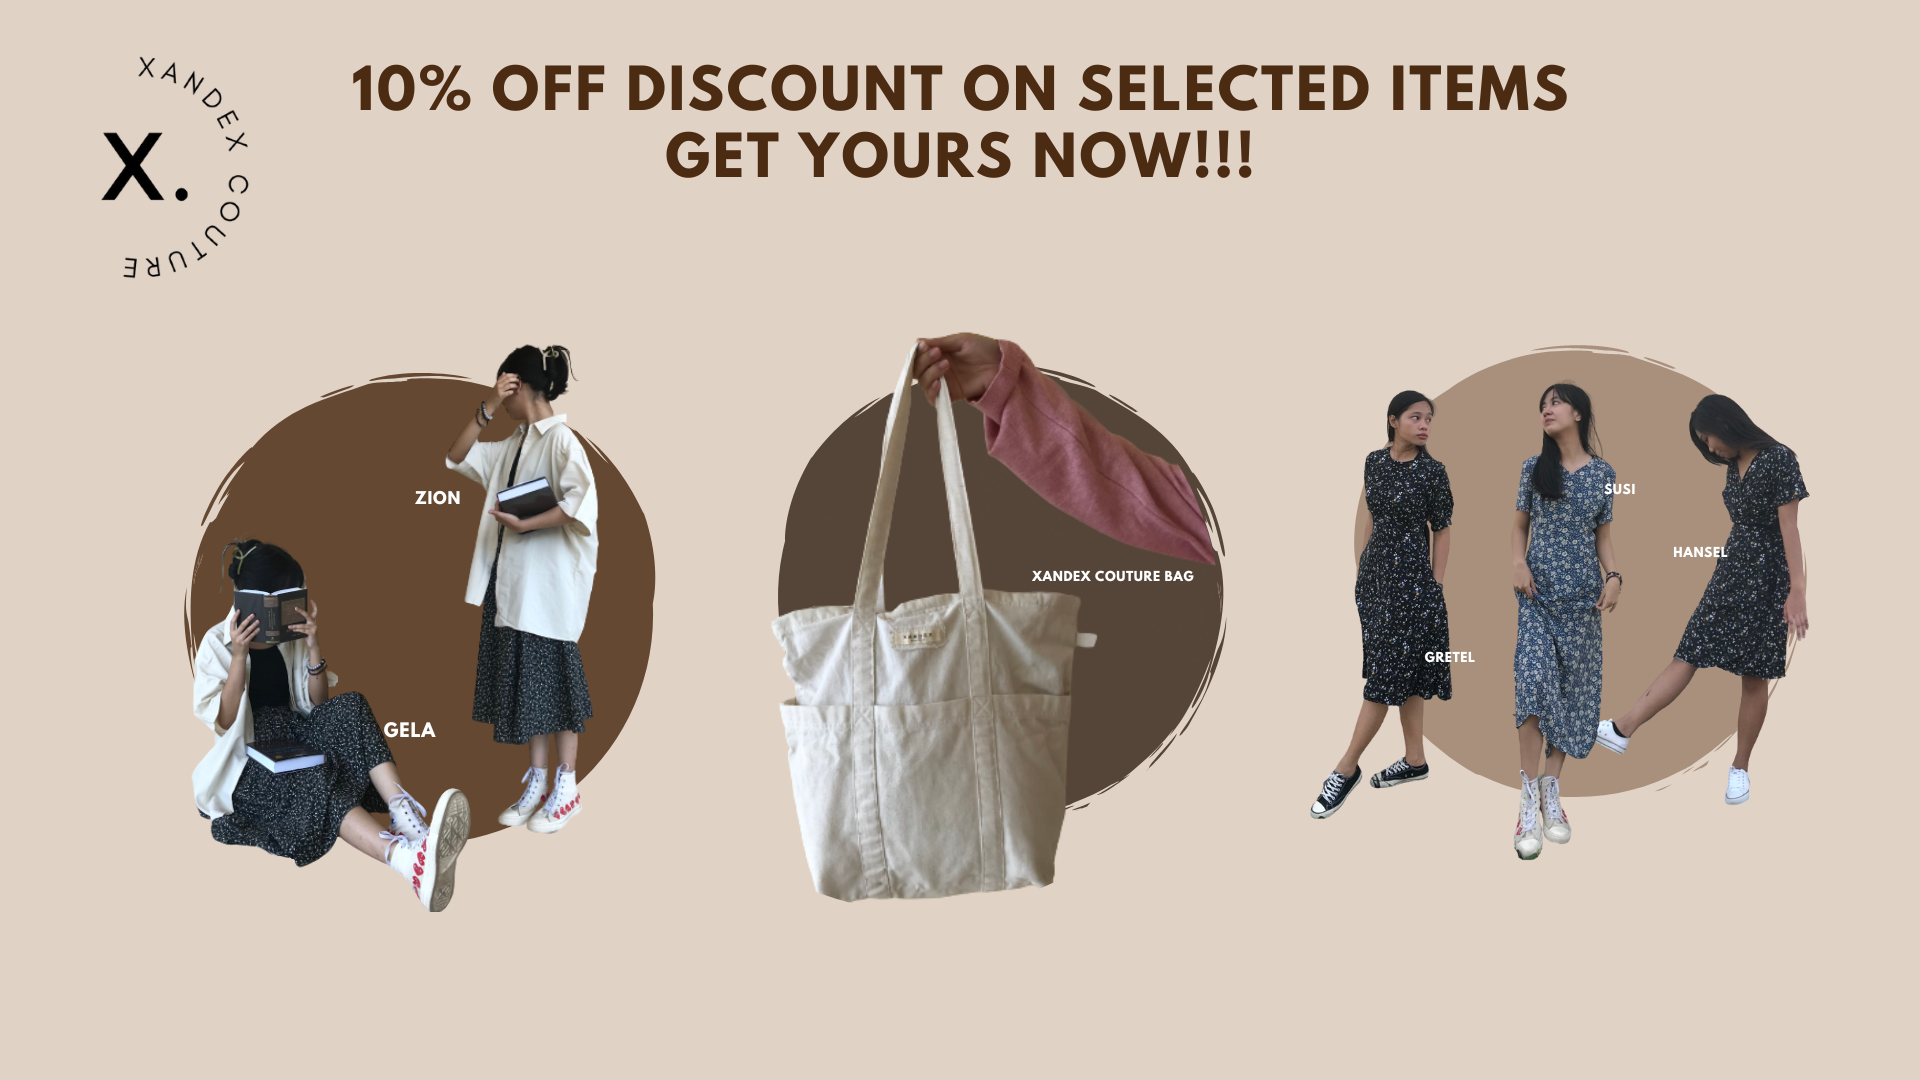 XANDEX COUTURE
X.
10% OFF DISCOUNT ON SELECTED ITEMS
GET YOURS NOW!!!
ZION
GELA
XANDEX COUTURE BAG
SUSI
HANSEL
GRETEL